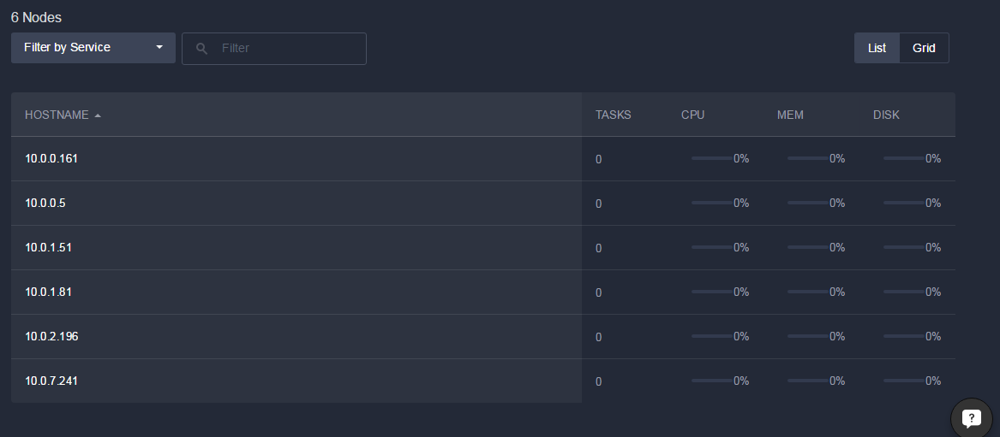 6 Nodes
Filter by Service
Filter
List Grid
HOSTNAME TASKS CPU MEM DISK
10.0.0.161 0 0% 0% 0%
10.0.0.5 0 0% 0% 0%
10.0.1.51 0 0% 0% 0%
10.0.1.81 0 0% 0% 0%
10.0.2.196 0 0% 0% 0%
10.0.7.241 0 0% 0% 0%
?